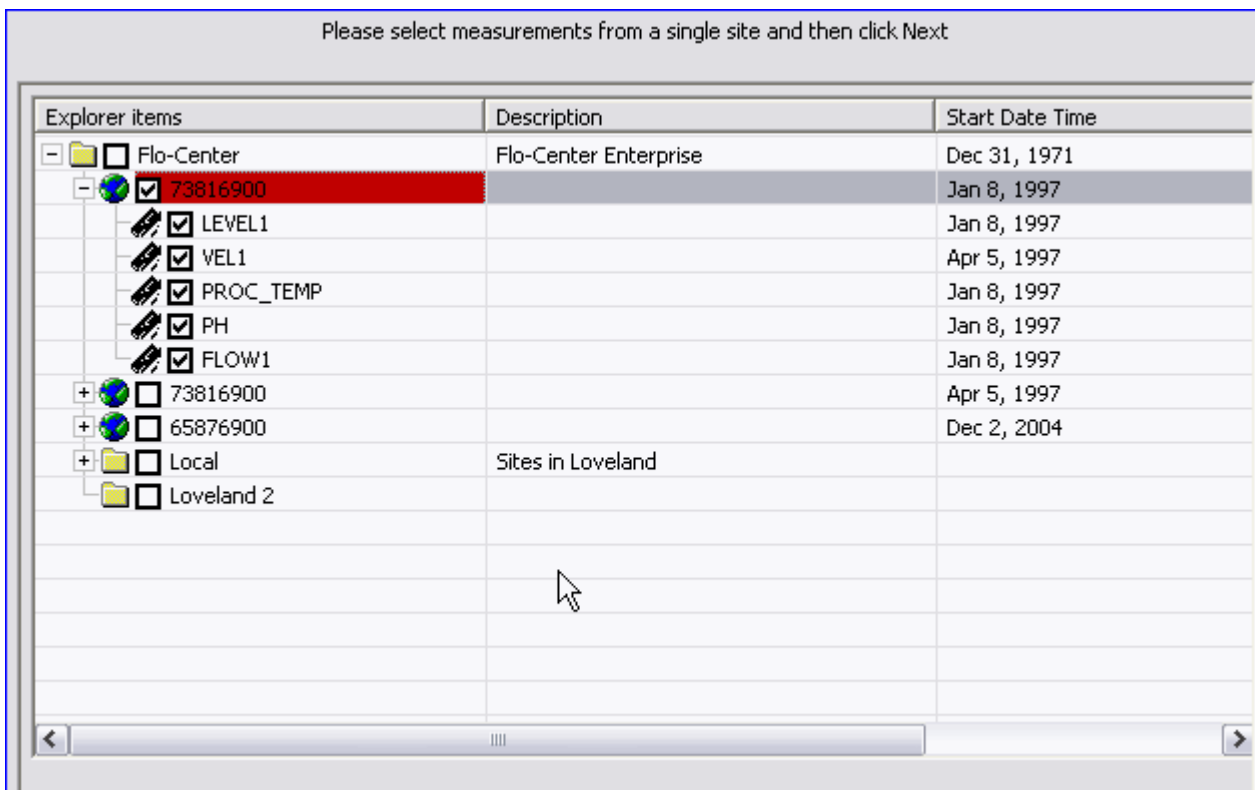 Please select measurements from a single site and then click Next
Explorer items Description Start Date Time
Flo-Center Flo-Center Enterprise Dec 31, 1971
73816900 Jan 8, 1997
LEVEL1 Jan 8, 1997
VEL1 Apr 5, 1997
PROC_TEMP Jan 8, 1997
PH Jan 8, 1997
FLOW1 Jan 8, 1997
73816900 Apr 5, 1997
65876900 Dec 2, 2004
Local Sites in Loveland
Loveland 2